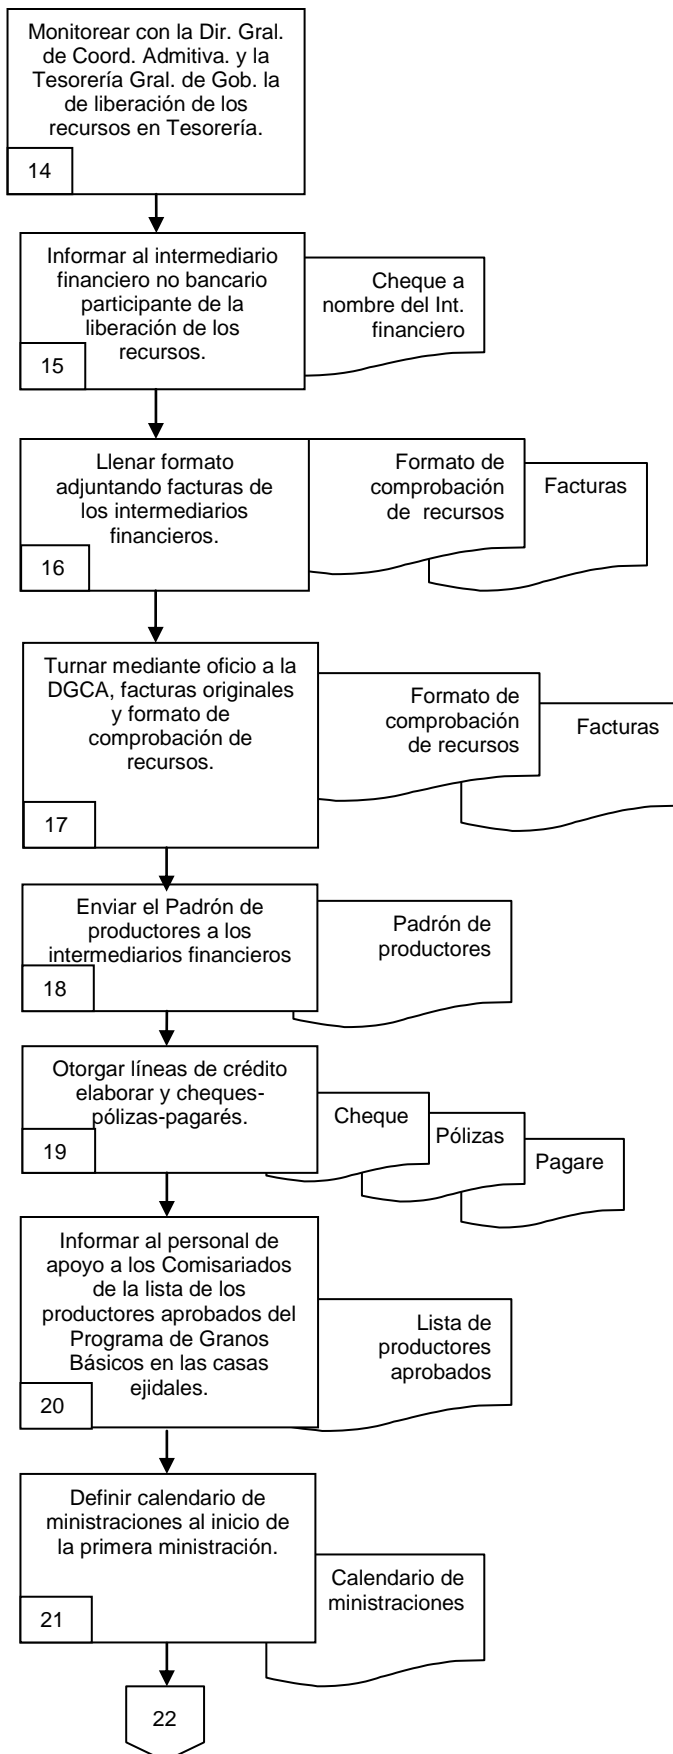 Monitorear con la Dir. Gral.
de Coord. Admitiva. y la
Tesorería Gral. de Gob. la
de liberación de los
recursos en Tesorería.
14
Informar al intermediario
financiero no bancario
participante de la
liberación de los
recursos.
15
Cheque a
nombre del Int.
financiero
Llenar formato
adjuntando facturas de
los intermediarios
financieros.
16
Formato de
comprobación
de recursos
Facturas
Turnar mediante oficio a la
DGCA, facturas originales
y formato de
comprobación de
recursos.
17
Formato de
comprobación
de recursos
Facturas
Enviar el Padrón de
productores a los
intermediarios financieros
18
Padrón de
productores
Otorgar líneas de crédito
elaborar y cheques-
pólizas-pagarés.
19
Cheque
Pólizas
Pagare
Informar al personal de
apoyo a los Comisariados
de la lista de los
productores aprobados del
Programa de Granos
Básicos en las casas
ejidales.
20
Lista de
productores
aprobados
Definir calendario de
ministraciones al inicio de
la primera ministración.
21
Calendario de
ministraciones
22